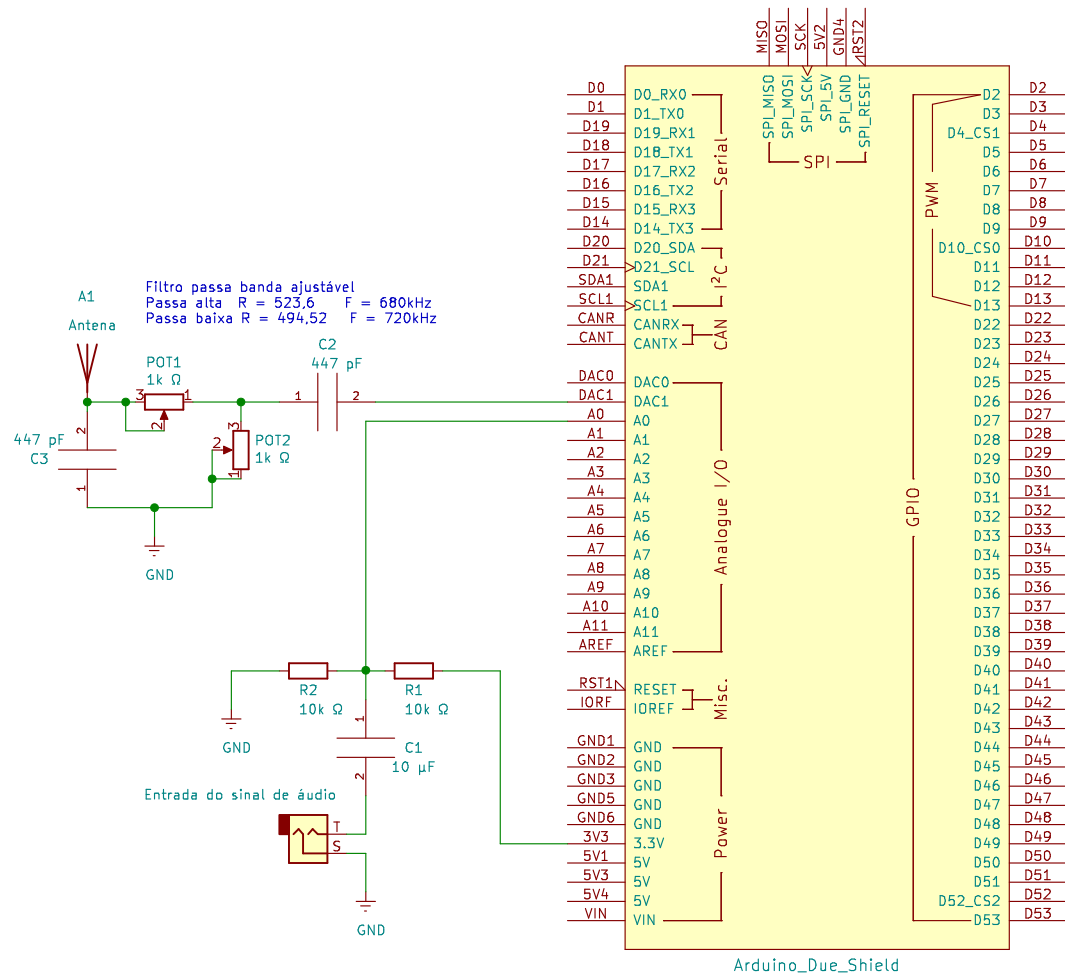 MISO
MOSI
SCK
5V2
GND4
RST2
SPI_MISO
SPI_MOSI
SPI_SCK
SPI_5V
SPI_GND
SPI_RESET
SPI
D0 D0_RX0
D1 D1_TX0
D19 D19_RX1
D18 D18_TX1
D17 D17_RX2
D16 D16_TX2
D15 D15_RX3
D14 D14_TX3
Serial
D20 D20_SDA
D21 D21_SCL
SDA1 SDA1
SCL1 SCL1
I²C
CANR CANRX
CANT CANTX
CAN
DAC0 DAC0
DAC1 DAC1
A0 A0
A1 A1
A2 A2
A3 A3
A4 A4
A5 A5
A6 A6
A7 A7
A8 A8
A9 A9
A10 A10
A11 A11
AREF AREF
Analogue I/O
RST1 RESET
IORF IOREF
Misc.
GND1 GND
GND2 GND
GND3 GND
GND5 GND
GND6 GND
3V3 3.3V
5V1 5V
5V3 5V
5V4 5V
VIN VIN
Power
D2 D2
D3 D3
D4_CS1 D4
D5 D5
D6 D6
D7 D7
D8 D8
D9 D9
D10_CS0 D10
D11 D11
D12 D12
D13 D13
PWM
D22 D22
D23 D23
D24 D24
D25 D25
D26 D26
D27 D27
D28 D28
D29 D29
D30 D30
D31 D31
D32 D32
D33 D33
D34 D34
D35 D35
D36 D36
D37 D37
D38 D38
D39 D39
D40 D40
D41 D41
D42 D42
D43 D43
D44 D44
D45 D45
D46 D46
D47 D47
D48 D48
D49 D49
D50 D50
D51 D51
D52_CS2 D52
D53 D53
GPIO
Arduino_Due_Shield
Filtro passa banda ajustável
Passa alta R = 523,6 F = 680kHz
Passa baixa R = 494,52 F = 720kHz
A1
Antena
POT1
1k Ω
3 1
2
C2
447 pF
1 2
447 pF
C3
2
1
POT2
1k Ω
3
2
1
GND
R2
10k Ω
R1
10k Ω
GND
C1
10 µF
1
2
Entrada do sinal de áudio
T
S
GND